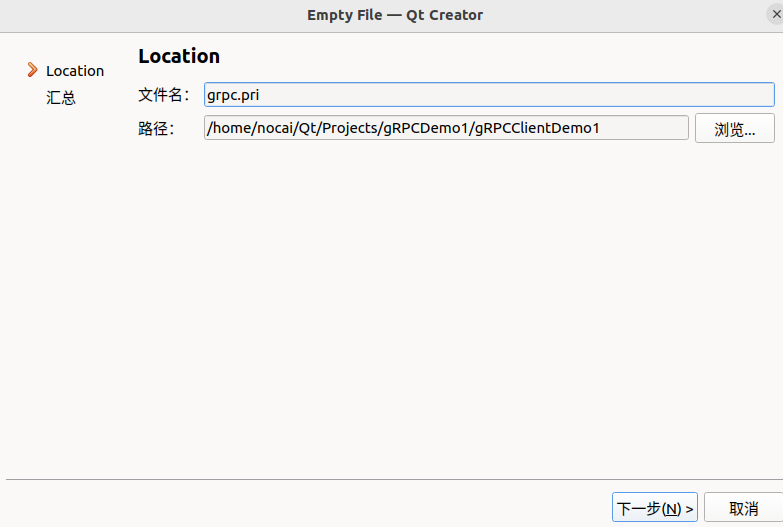 Empty File — Qt Creator
Location
Location
汇总
文件名： grpc.pri
路径： /home/nocai/Qt/Projects/gRPCDemo1/gRPCClientDemo1 浏览...
下一步(N) > 取消